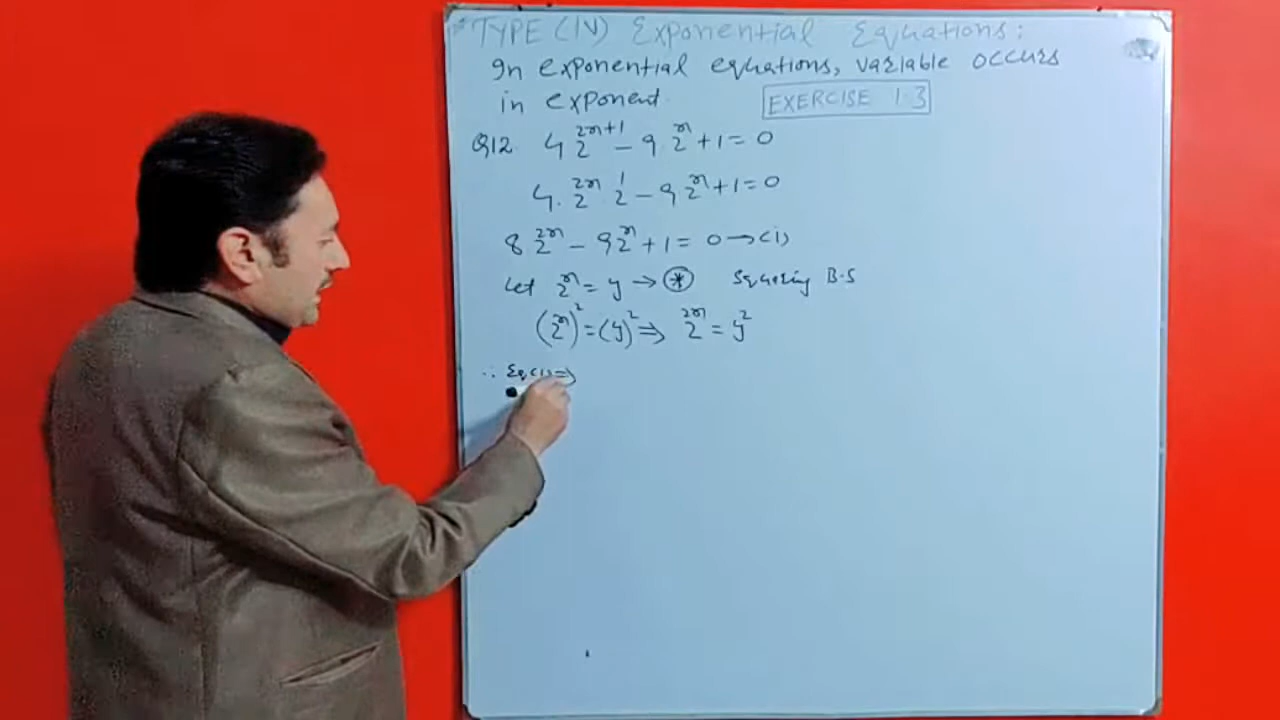 TYPE (IV) Exponential Equations:
In exponential equations, variable occurs
in exponent. EXERCISE 1.3
Q12 4 2^{2x+1} - 9 2^x + 1 = 0
4. 2^{2x} 2^1 - 9 2^x + 1 = 0
8 2^{2x} - 9 2^x + 1 = 0 → (i)
Let 2^x = y → (*) Squaring B.S
(2^x)^2 = (y)^2 ⇒ 2^{2x} = y^2
∴ Eq (i) ⇒